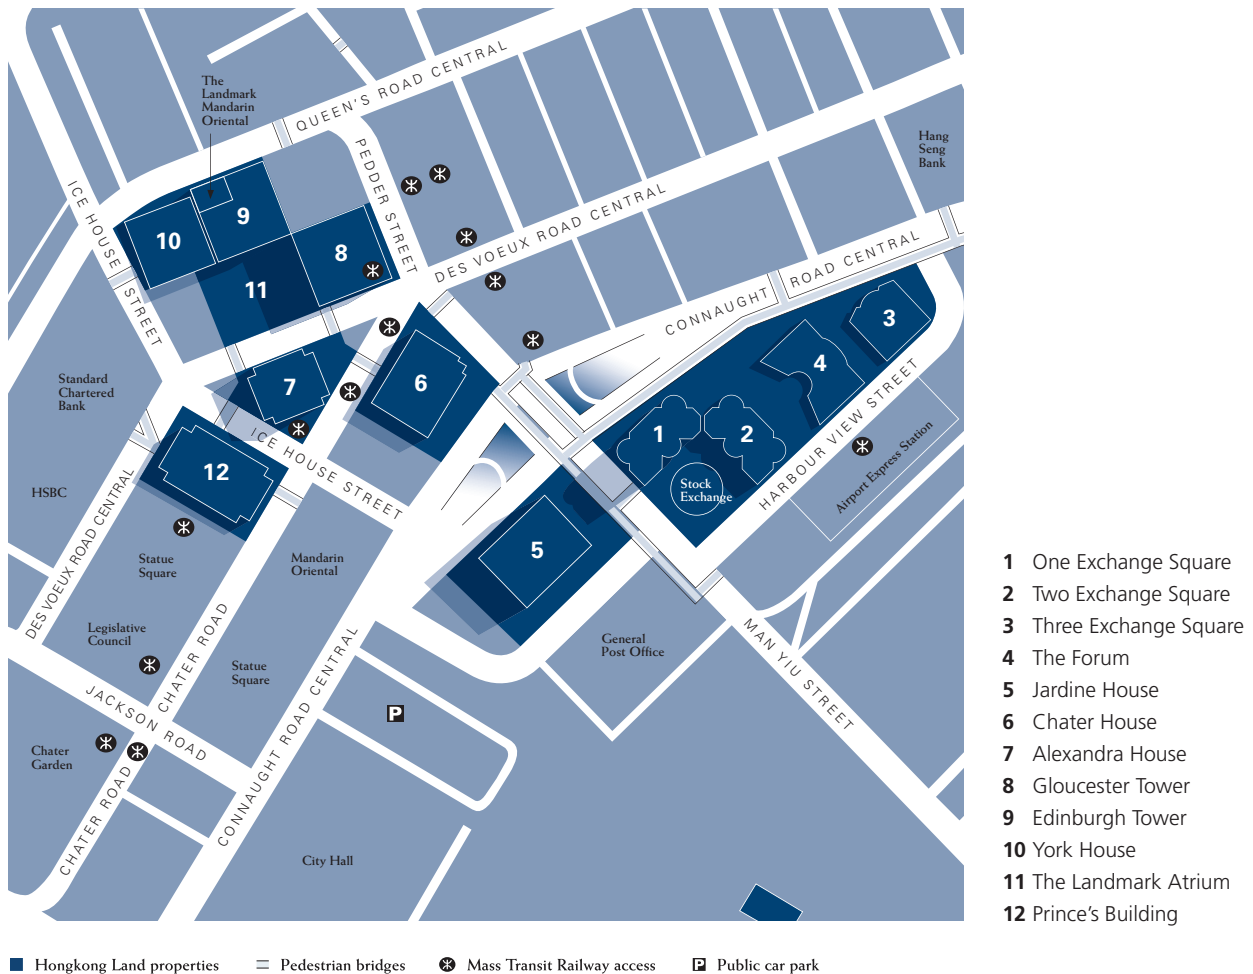 The
Landmark
Mandarin
Oriental
QUEEN'S ROAD CENTRAL
PEDDER STREET
Hang
Seng
Bank
ICE HOUSE STREET
9
10
8
11
DES VOEUX ROAD CENTRAL
CONNAUGHT ROAD CENTRAL
3
4
6
7
Standard
Chartered
Bank
ICE HOUSE STREET
1
2
HARBOUR VIEW STREET
Airport Express Station
12
Stock
Exchange
HSBC
DES VOEUX ROAD CENTRAL
Statue
Square
Mandarin
Oriental
5
Legislative
Council
CHATER ROAD
Statue
Square
General
Post Office
MAN YIU STREET
JACKSON ROAD
CONNAUGHT ROAD CENTRAL
P
Chater
Garden
CHATER ROAD
City Hall
1 One Exchange Square
2 Two Exchange Square
3 Three Exchange Square
4 The Forum
5 Jardine House
6 Chater House
7 Alexandra House
8 Gloucester Tower
9 Edinburgh Tower
10 York House
11 The Landmark Atrium
12 Prince's Building
Hongkong Land properties
Pedestrian bridges
Mass Transit Railway access
P Public car park